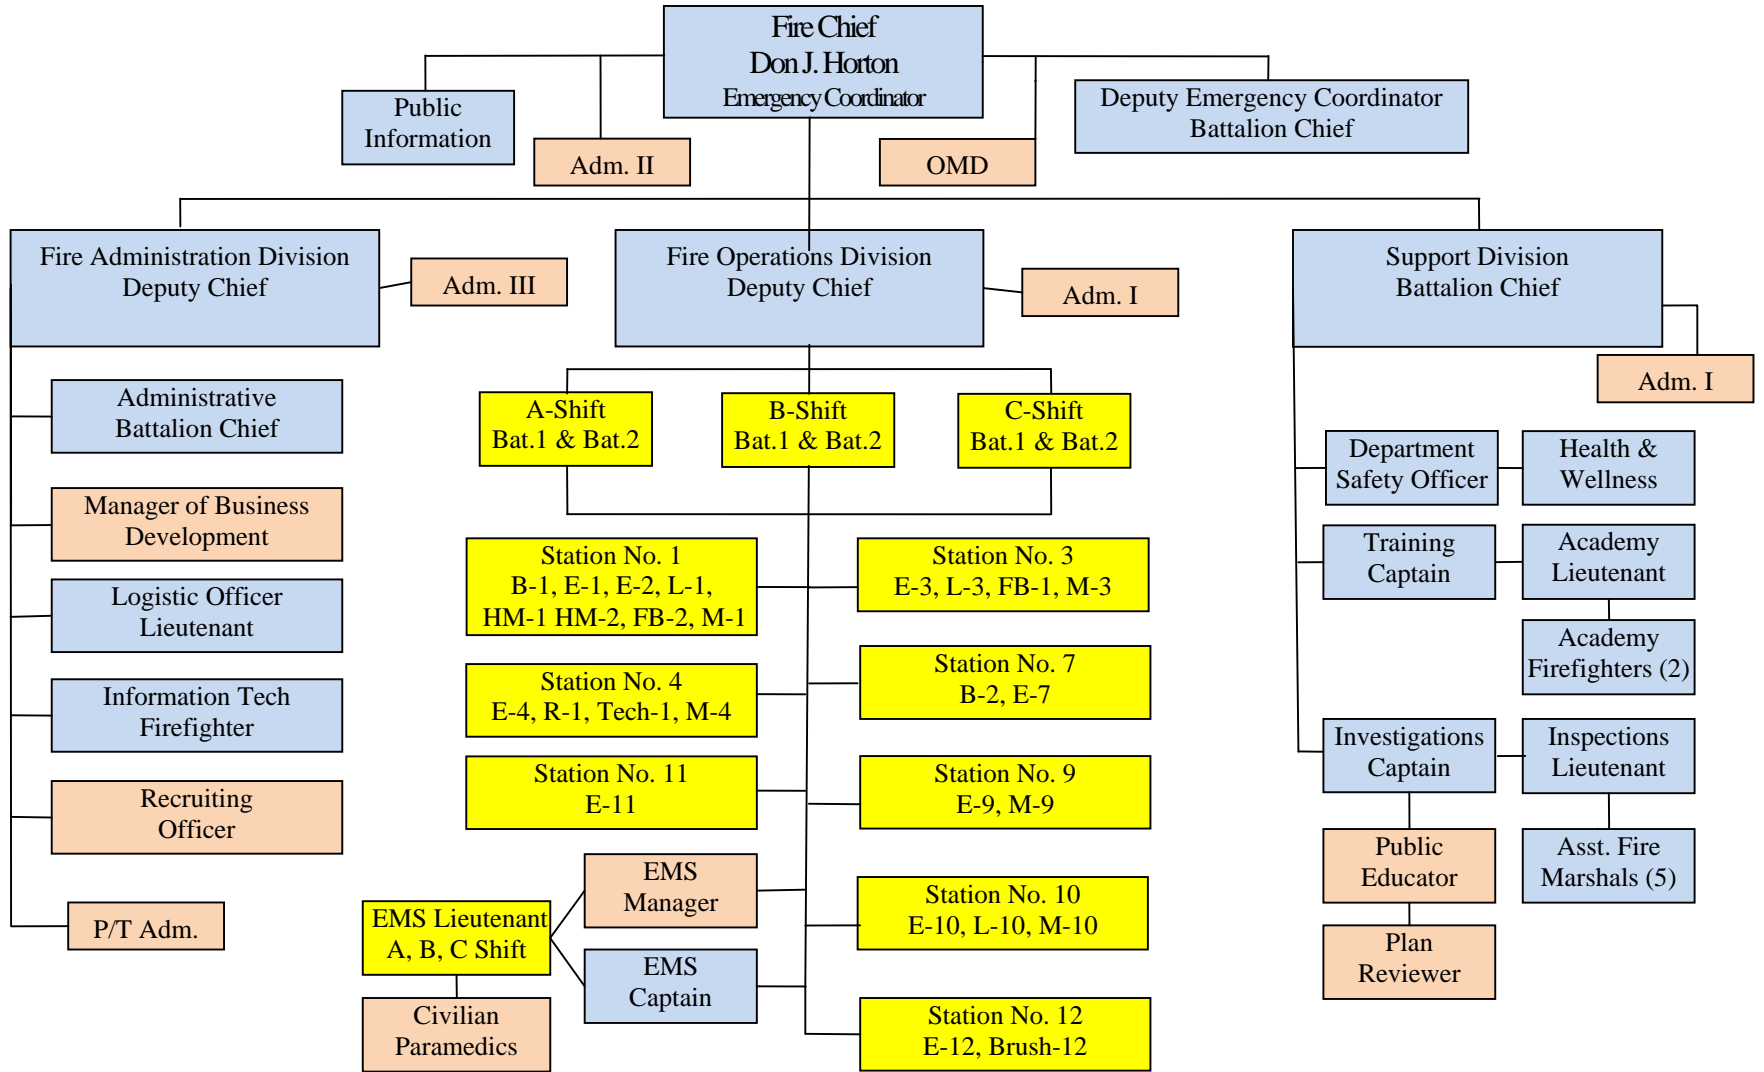 Fire Chief
Don J. Horton
Emergency Coordinator
Public
Information
Adm. II
OMD
Deputy Emergency Coordinator
Battalion Chief
Fire Administration Division
Deputy Chief
Adm. III
Fire Operations Division
Deputy Chief
Adm. I
Support Division
Battalion Chief
Adm. I
Administrative
Battalion Chief
Manager of Business
Development
Logistic Officer
Lieutenant
Information Tech
Firefighter
Recruiting
Officer
P/T Adm.
A-Shift
Bat.1 & Bat.2
B-Shift
Bat.1 & Bat.2
C-Shift
Bat.1 & Bat.2
Station No. 1
B-1, E-1, E-2, L-1,
HM-1 HM-2, FB-2, M-1
Station No. 3
E-3, L-3, FB-1, M-3
Station No. 4
E-4, R-1, Tech-1, M-4
Station No. 7
B-2, E-7
Station No. 11
E-11
Station No. 9
E-9, M-9
EMS
Manager
Station No. 10
E-10, L-10, M-10
EMS Lieutenant
A, B, C Shift
EMS
Captain
Civilian
Paramedics
Station No. 12
E-12, Brush-12
Department
Safety Officer
Health &
Wellness
Training
Captain
Academy
Lieutenant
Academy
Firefighters (2)
Investigations
Captain
Inspections
Lieutenant
Public
Educator
Asst. Fire
Marshals (5)
Plan
Reviewer